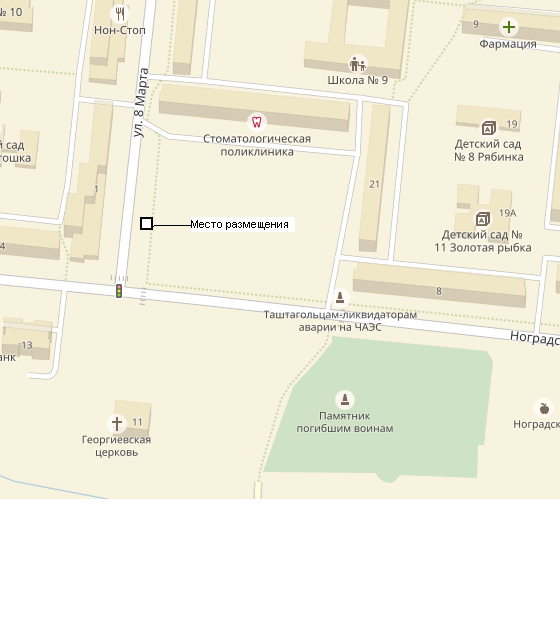 № 10
Нон-Стоп
9
Фармация
Школа № 9
ул. 8 Марта
Стоматологическая
поликлиника
19
Детский сад
№ 8 Рябинка
й сад
тошка
1
21
19А
Место размещения
Детский сад №
11 Золотая рыбка
4
8
Таштагольцам-ликвидаторам
аварии на ЧАЭС
Ноградс
13
анк
Памятник
погибшим воинам
11
Георгиевская
церковь
Ноградск